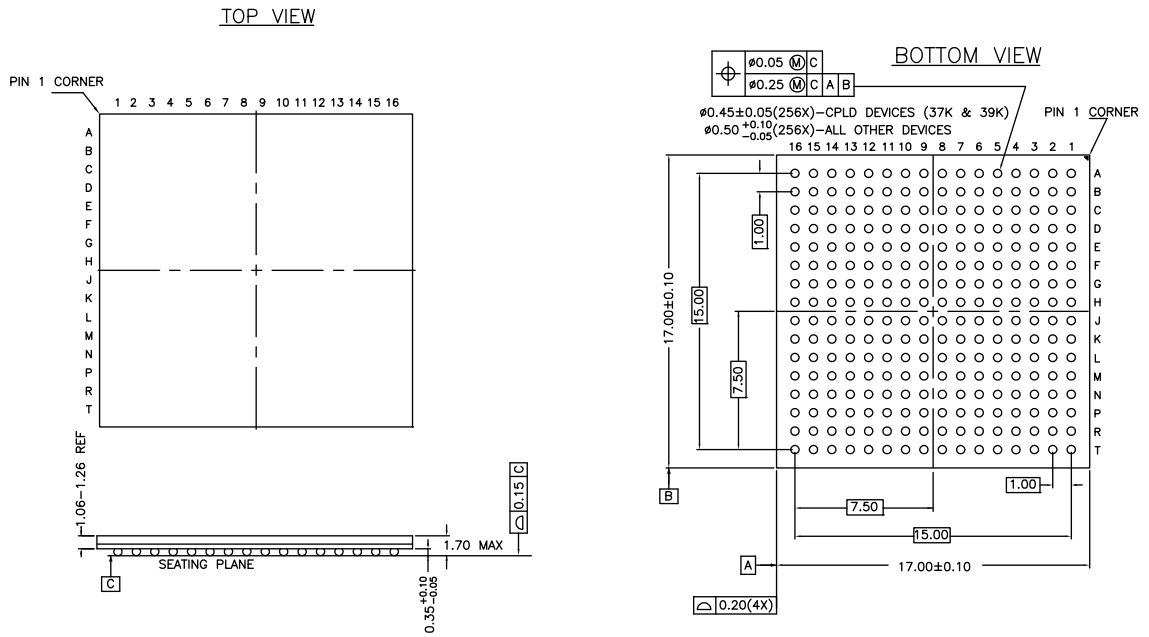 TOP VIEW
PIN 1 CORNER
1 2 3 4 5 6 7 8 9 10 11 12 13 14 15 16
A
B
C
D
E
F
G
H
J
K
L
M
N
P
R
T
1.06-1.26 REF
SEATING PLANE
C
0.35 +0.10 -0.05
1.70 MAX
0.15 C
BOTTOM VIEW
ø0.05 Ⓜ C
ø0.25 Ⓜ C A B
ø0.45±0.05(256X)-CPLD DEVICES (37K & 39K)
ø0.50 +0.10 -0.05 (256X)-ALL OTHER DEVICES
PIN 1 CORNER
16 15 14 13 12 11 10 9 8 7 6 5 4 3 2 1
A
B
C
D
E
F
G
H
J
K
L
M
N
P
R
T
1.00
15.00
7.50
17.00±0.10
B
1.00
7.50
15.00
A
17.00±0.10
0.20(4X)